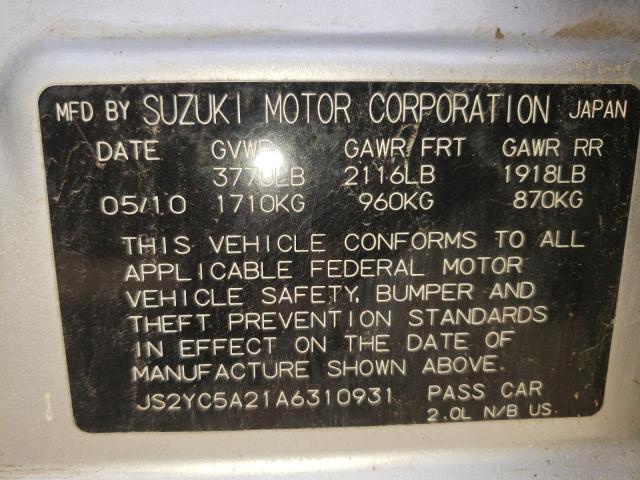 MFD BY SUZUKI MOTOR CORPORATION JAPAN
DATE GVWR GAWR FRT GAWR RR
3770LB 2116LB 1918LB
05/10 1710KG 960KG 870KG
THIS VEHICLE CONFORMS TO ALL
APPLICABLE FEDERAL MOTOR
VEHICLE SAFETY, BUMPER AND
THEFT PREVENTION STANDARDS
IN EFFECT ON THE DATE OF
MANUFACTURE SHOWN ABOVE.
JS2YC5A21A6310931 PASS CAR
2.0L N/B US